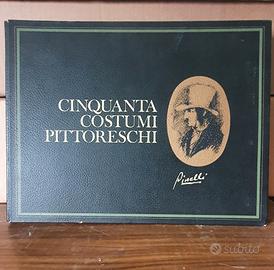 CINQUANTA
COSTUMI
PITTORESCHI
Pinelli
subito